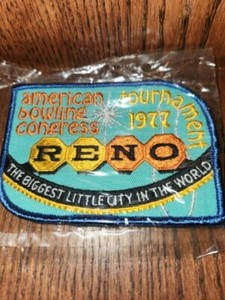 american
bowling
congress
tournament
1977
RENO
THE BIGGEST LITTLE CITY IN THE WORLD